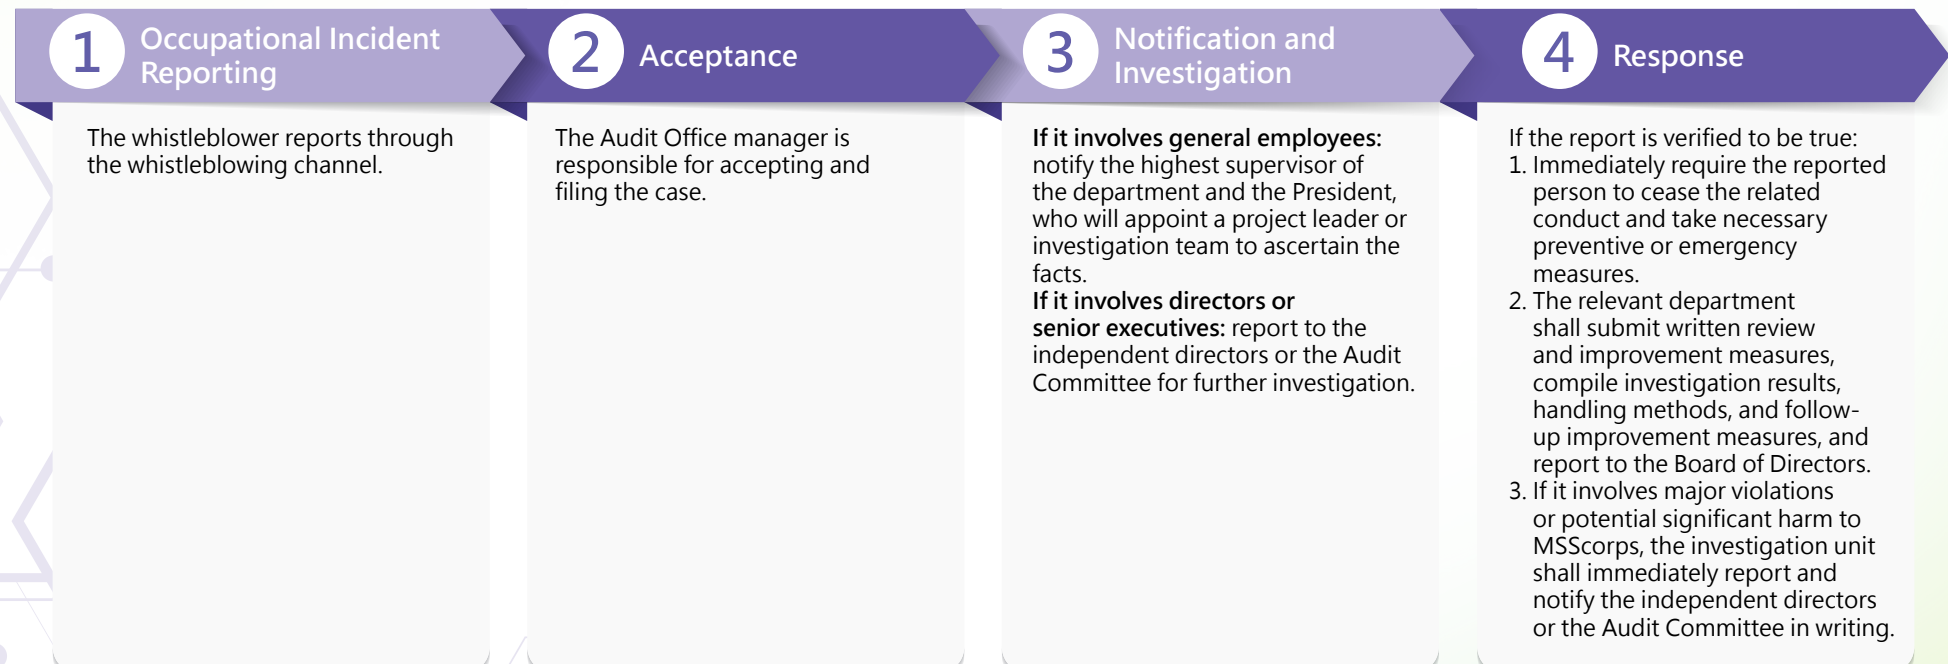 1
Occupational Incident
Reporting
The whistleblower reports through
the whistleblowing channel.
2
Acceptance
The Audit Office manager is
responsible for accepting and
filing the case.
3
Notification and
Investigation
If it involves general employees:
notify the highest supervisor of
the department and the President,
who will appoint a project leader or
investigation team to ascertain the
facts.
If it involves directors or
senior executives: report to the
independent directors or the Audit
Committee for further investigation.
4
Response
If the report is verified to be true:
1. Immediately require the reported
person to cease the related
conduct and take necessary
preventive or emergency
measures.
2. The relevant department
shall submit written review
and improvement measures,
compile investigation results,
handling methods, and follow-
up improvement measures, and
report to the Board of Directors.
3. If it involves major violations
or potential significant harm to
MSScorps, the investigation unit
shall immediately report and
notify the independent directors
or the Audit Committee in writing.